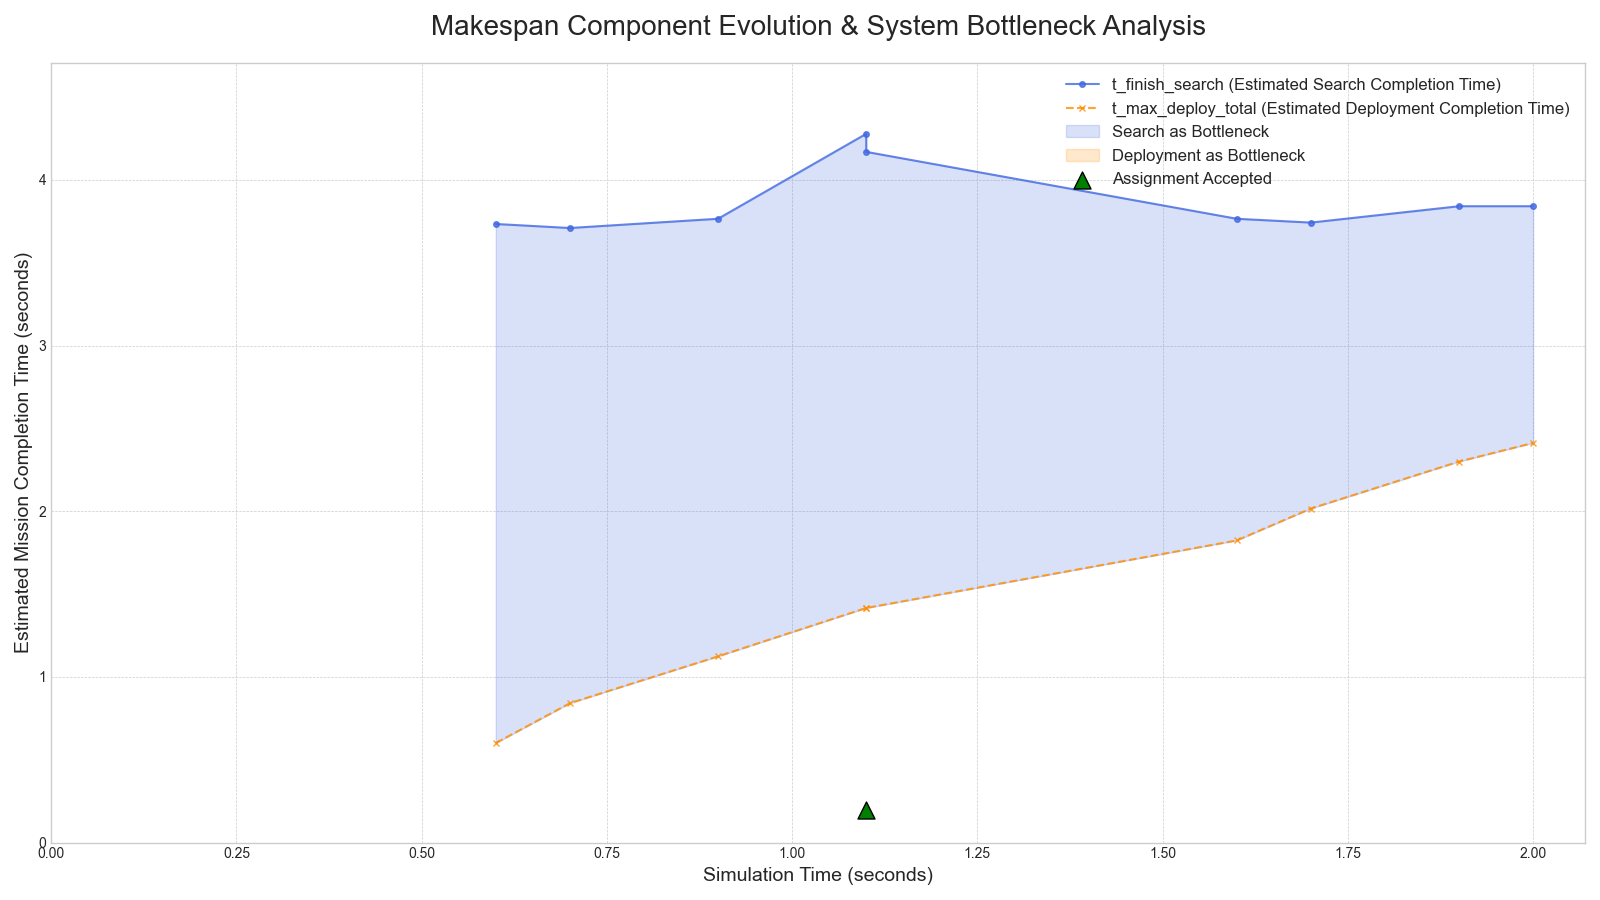 Makespan Component Evolution & System Bottleneck Analysis
t_finish_search (Estimated Search Completion Time)
t_max_deploy_total (Estimated Deployment Completion Time)
Search as Bottleneck
Deployment as Bottleneck
Assignment Accepted
Estimated Mission Completion Time (seconds)
4
3
2
1
0
0.00 0.25 0.50 0.75 1.00 1.25 1.50 1.75 2.00
Simulation Time (seconds)